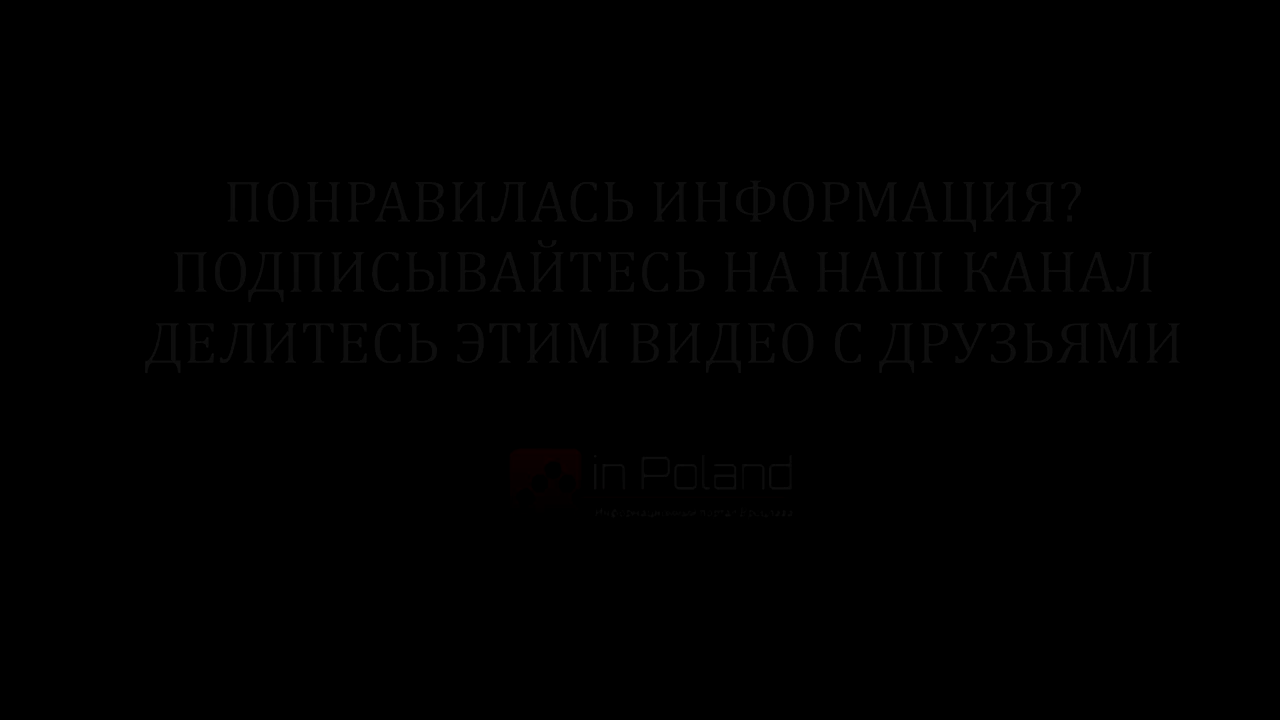 ПОНРАВИЛАСЬ ИНФОРМАЦИЯ?
ПОДПИСЫВАЙТЕСЬ НА НАШ КАНАЛ
ДЕЛИТЕСЬ ЭТИМ ВИДЕО С ДРУЗЬЯМИ
in Poland